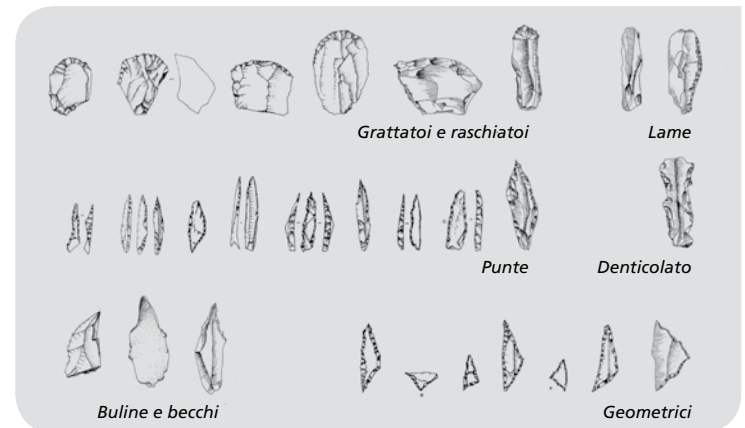 Grattatoi e raschiatoi
Lame
Punte
Denticolato
Buline e becchi
Geometrici